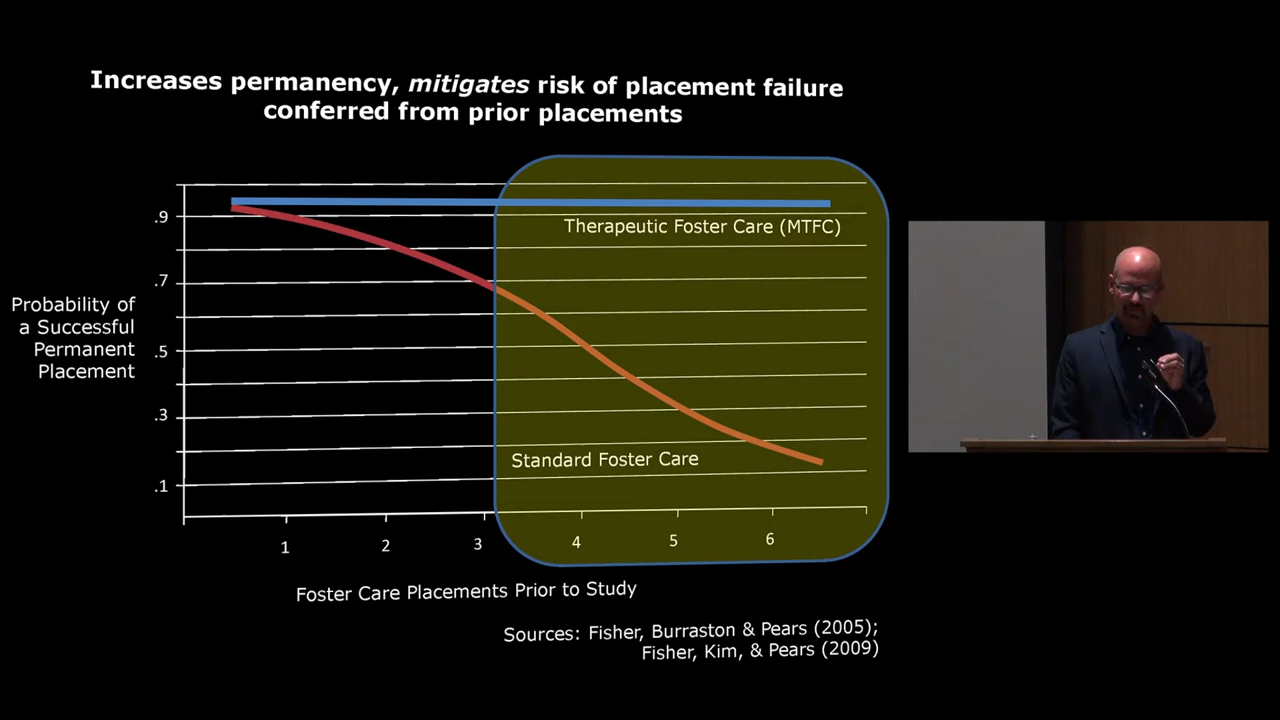 Increases permanency, mitigates risk of placement failure
conferred from prior placements
.9
.7
.5
.3
.1
Probability of
a Successful
Permanent
Placement
Therapeutic Foster Care (MTFC)
Standard Foster Care
1
2
3
4
5
6
Foster Care Placements Prior to Study
Sources: Fisher, Burraston & Pears (2005);
Fisher, Kim, & Pears (2009)